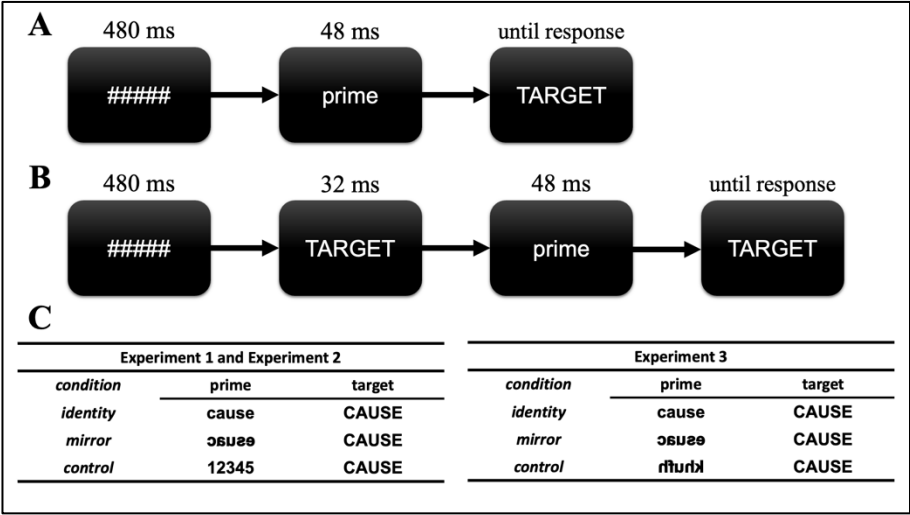 A
480 ms 48 ms until response
##### prime TARGET
B
480 ms 32 ms 48 ms until response
##### TARGET prime TARGET
C
Experiment 1 and Experiment 2
condition prime target
identity cause CAUSE
mirror CAUSE
control 12345 CAUSE
Experiment 3
condition prime target
identity cause CAUSE
mirror CAUSE
control CAUSE